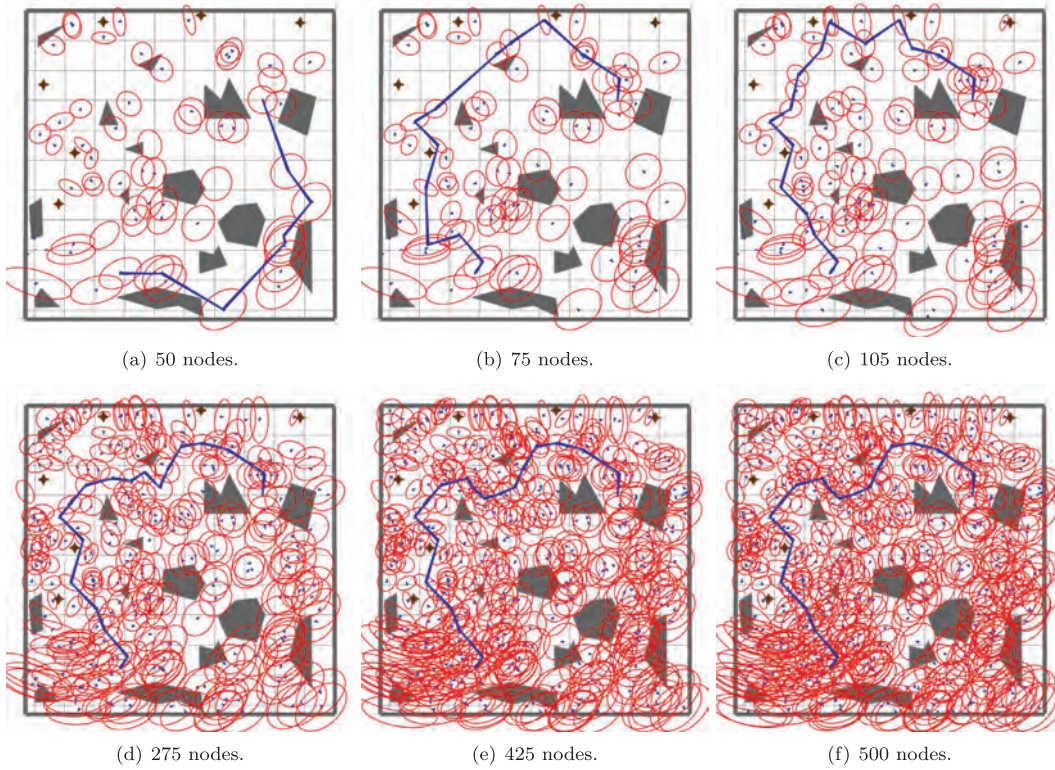 (a) 50 nodes.
(b) 75 nodes.
(c) 105 nodes.
(d) 275 nodes.
(e) 425 nodes.
(f) 500 nodes.